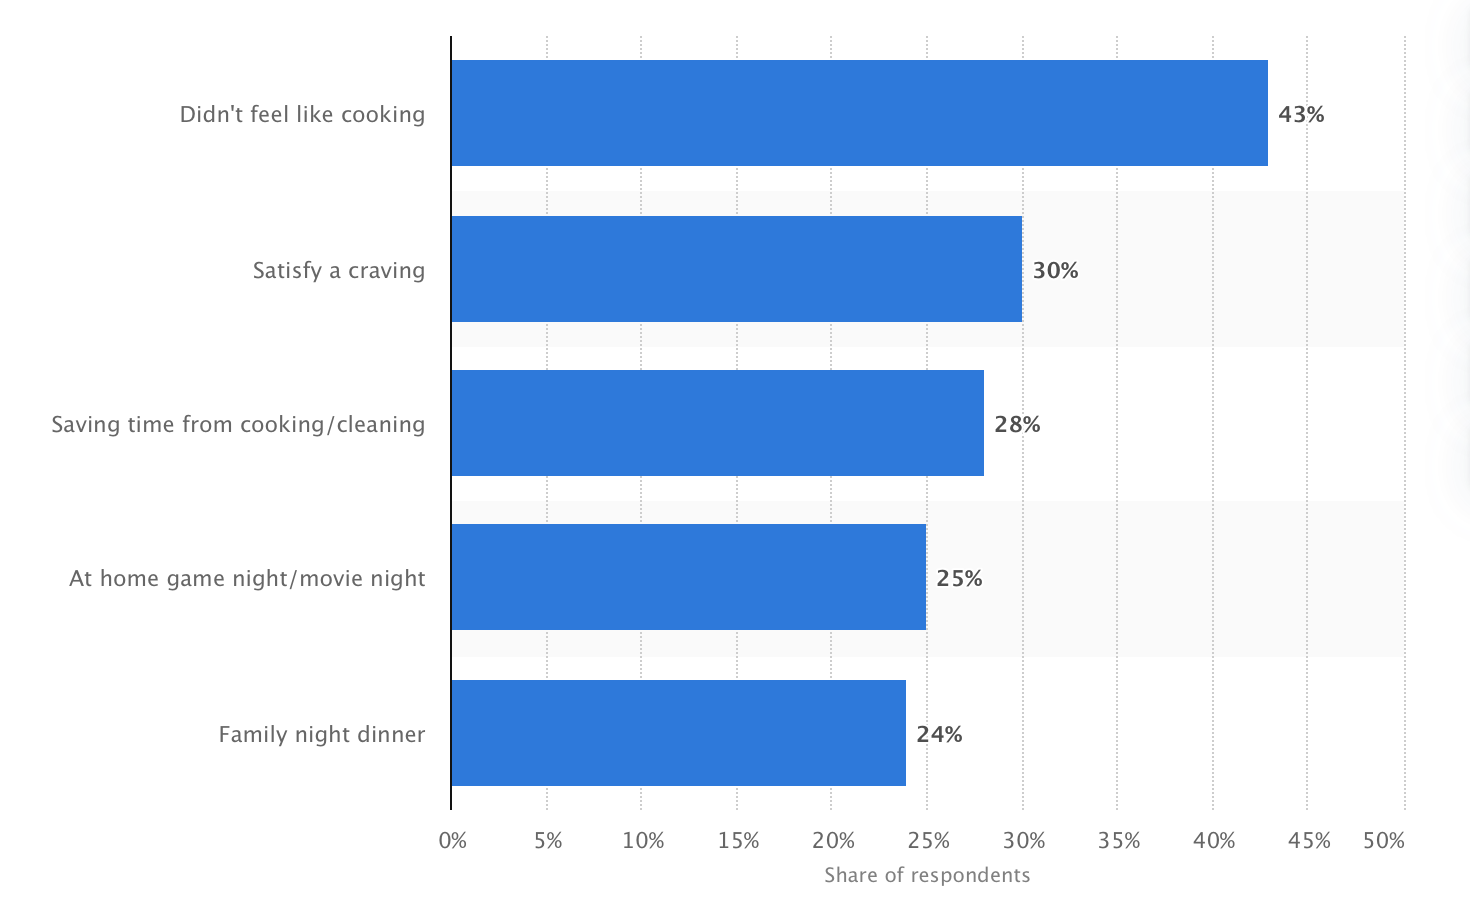 Didn't feel like cooking
43%
Satisfy a craving
30%
Saving time from cooking/cleaning
28%
At home game night/movie night
25%
Family night dinner
24%
0% 5% 10% 15% 20% 25% 30% 35% 40% 45% 50%
Share of respondents